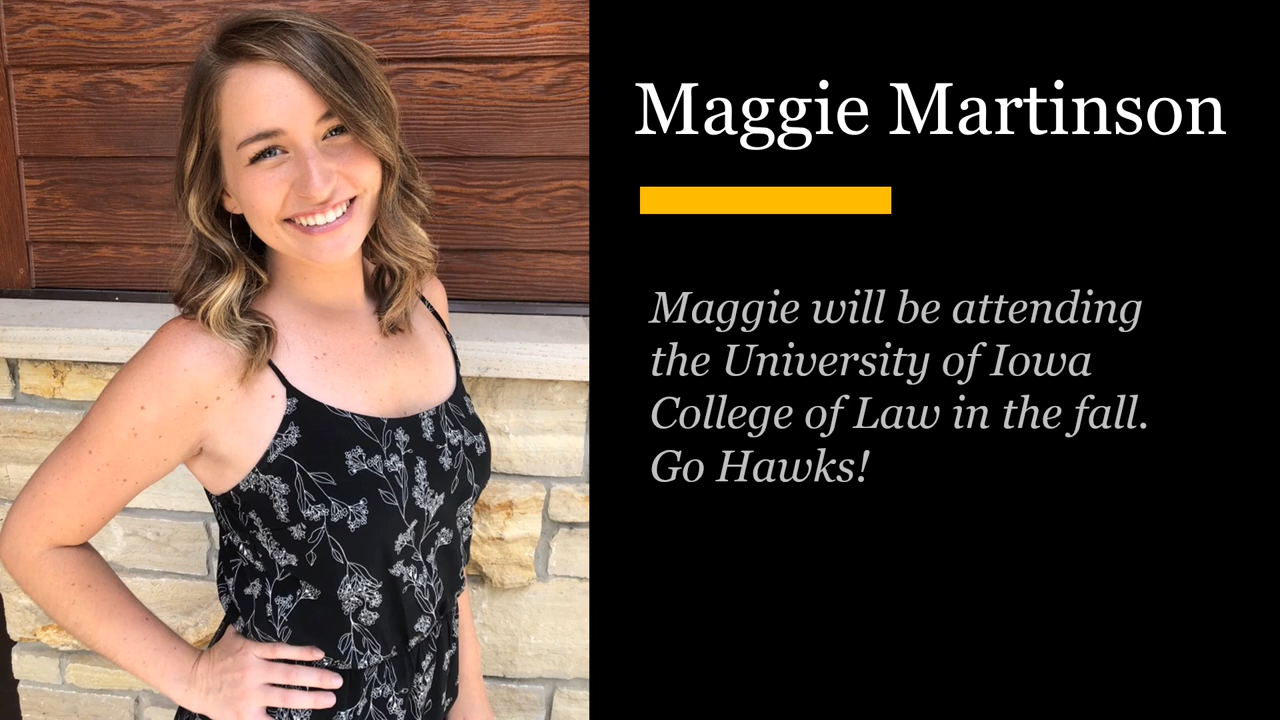 Maggie Martinson
Maggie will be attending
the University of Iowa
College of Law in the fall.
Go Hawks!